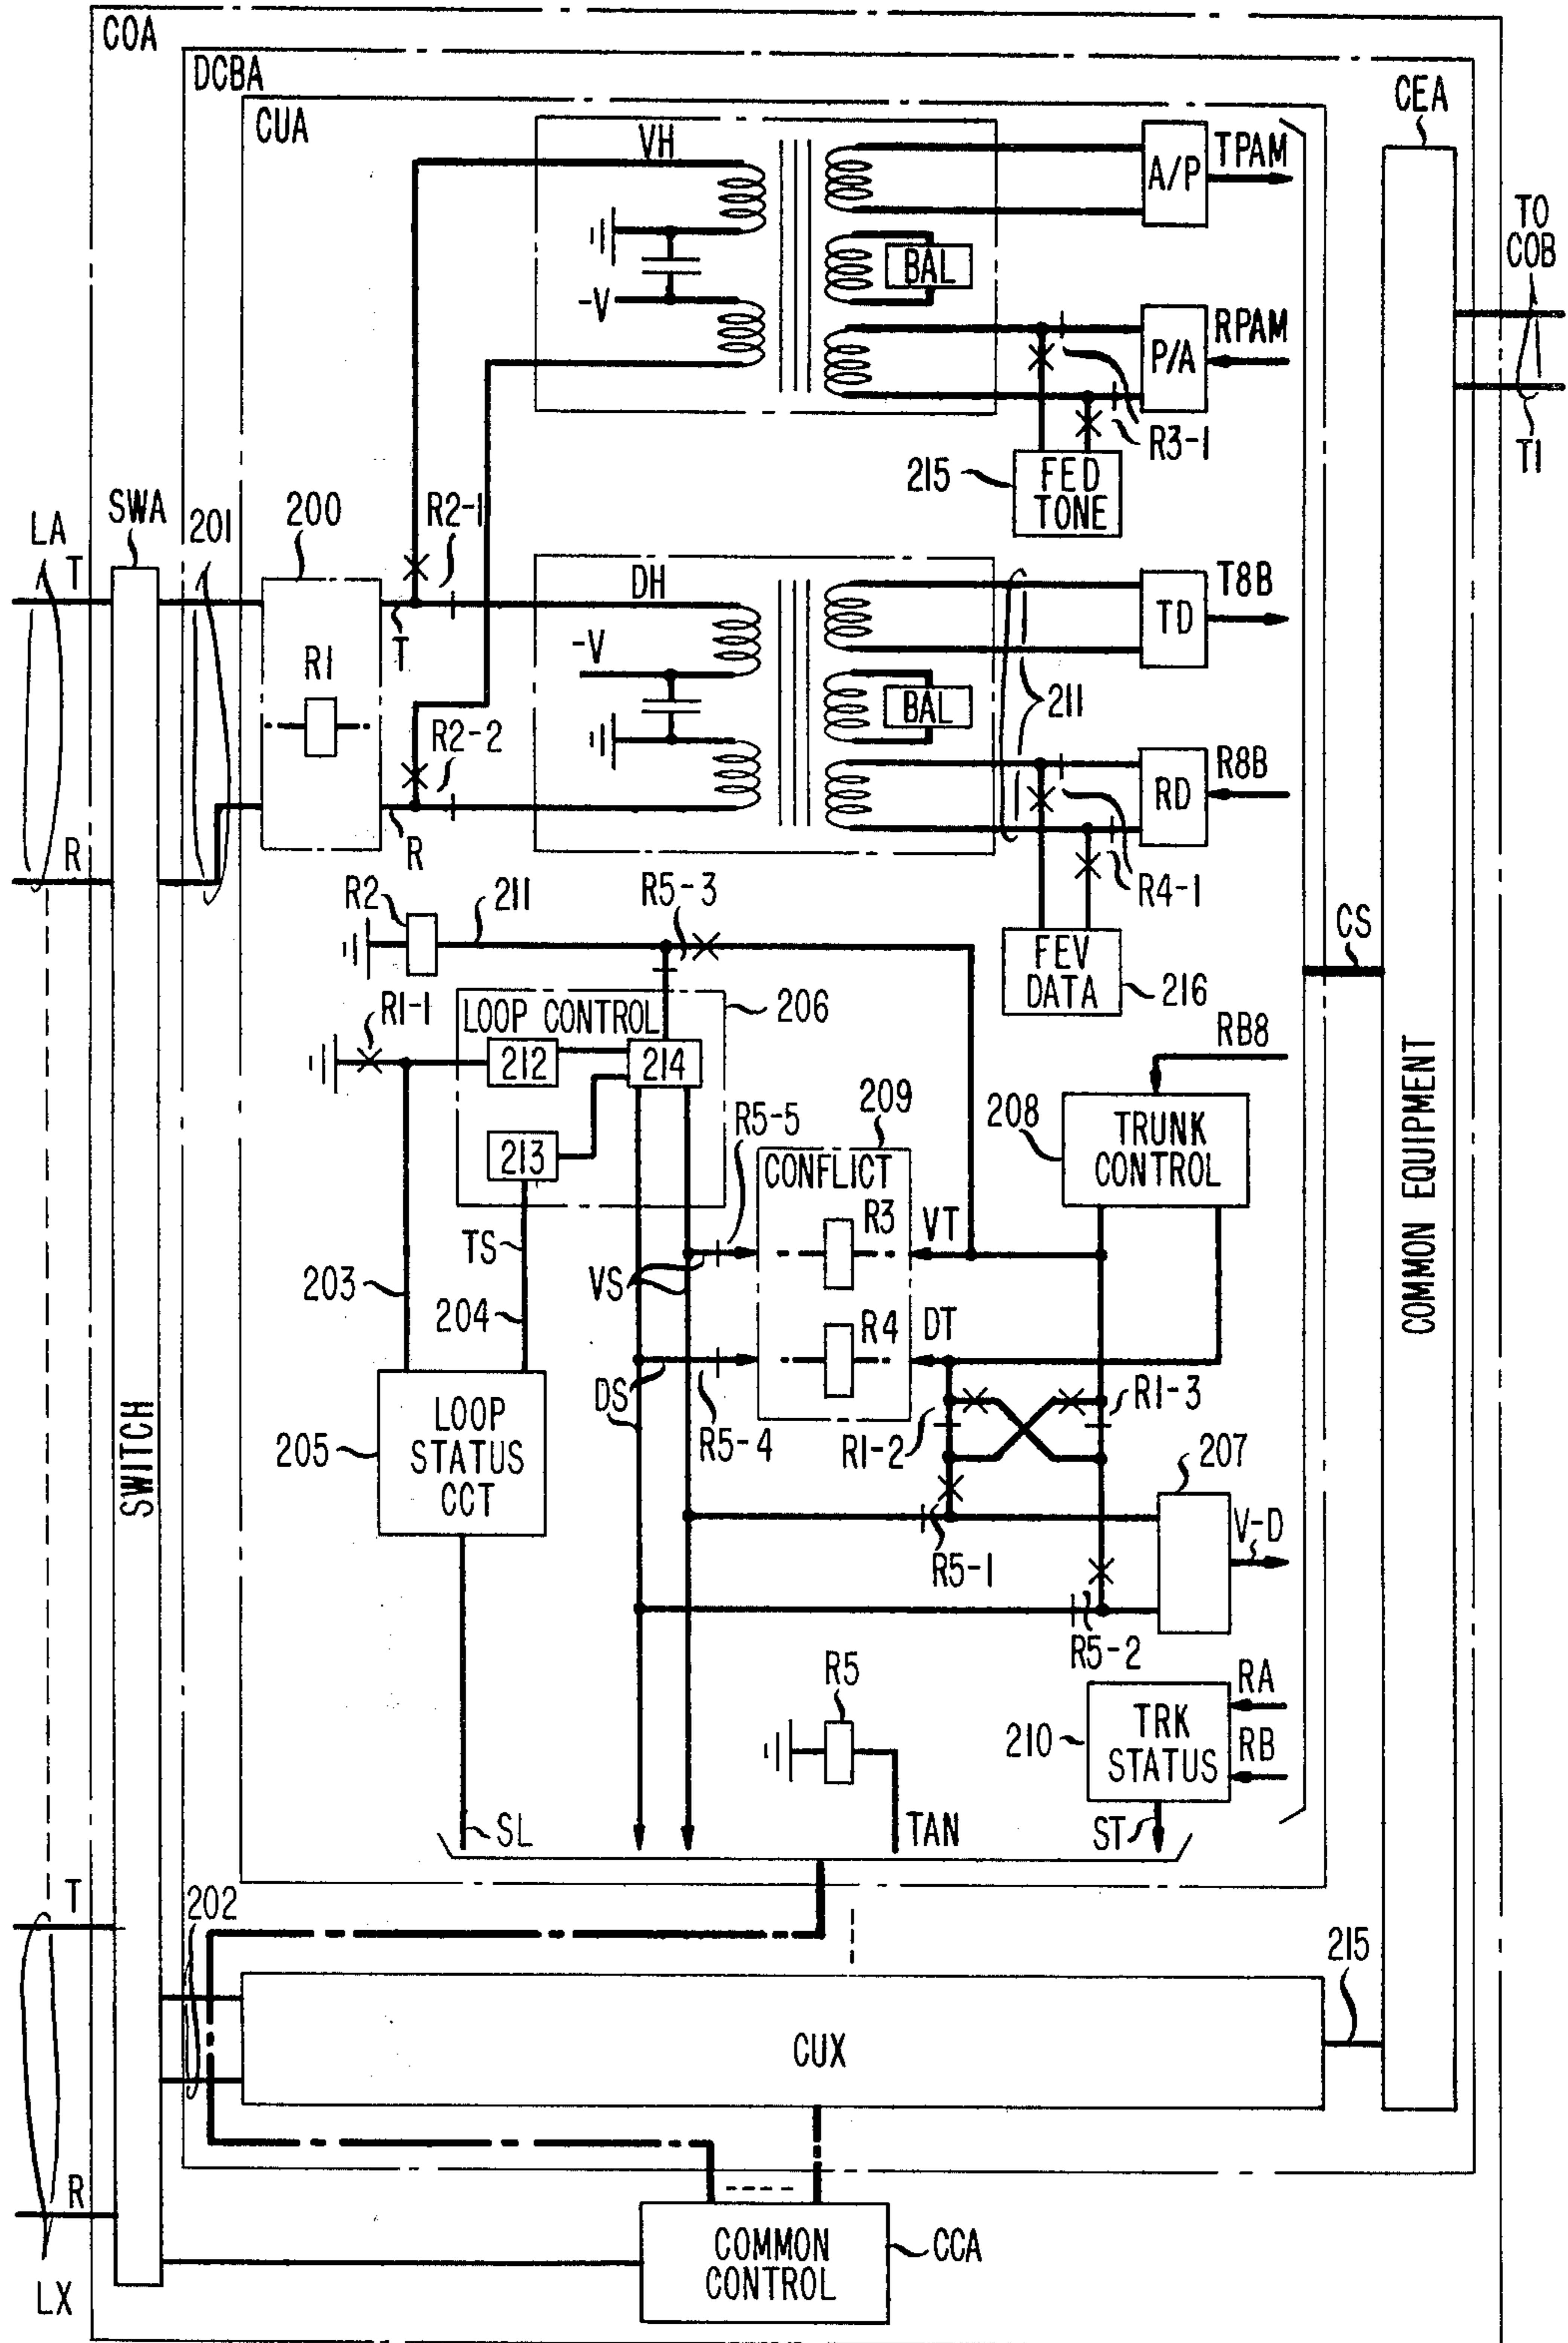 COA
DCBA
CEA
CUA
VH
A/P
TPAM
TO
COB
BAL
-V
P/A
RPAM
R3-1
T1
215
FED
TONE
SWA
201
200
R2-1
LA
T
DH
TD
T8B
R1
T
-V
BAL
211
R2-2
RD
R8B
R
R
R4-1
R2
211
R5-3
CS
FEV
DATA
216
R1-1
LOOP CONTROL
206
RB8
212
214
209
R5-5
208
TRUNK
CONTROL
213
CONFLICT
R3
VT
TS
203
VS
204
R4
DT
COMMON EQUIPMENT
DS
R1-3
LOOP
STATUS
CCT
205
R5-4
R1-2
207
SWITCH
V-D
R5-1
R5-2
R5
RA
210
TRK
STATUS
RB
SL
TAN
ST
T
202
215
CUX
R
COMMON
CONTROL
CCA
LX